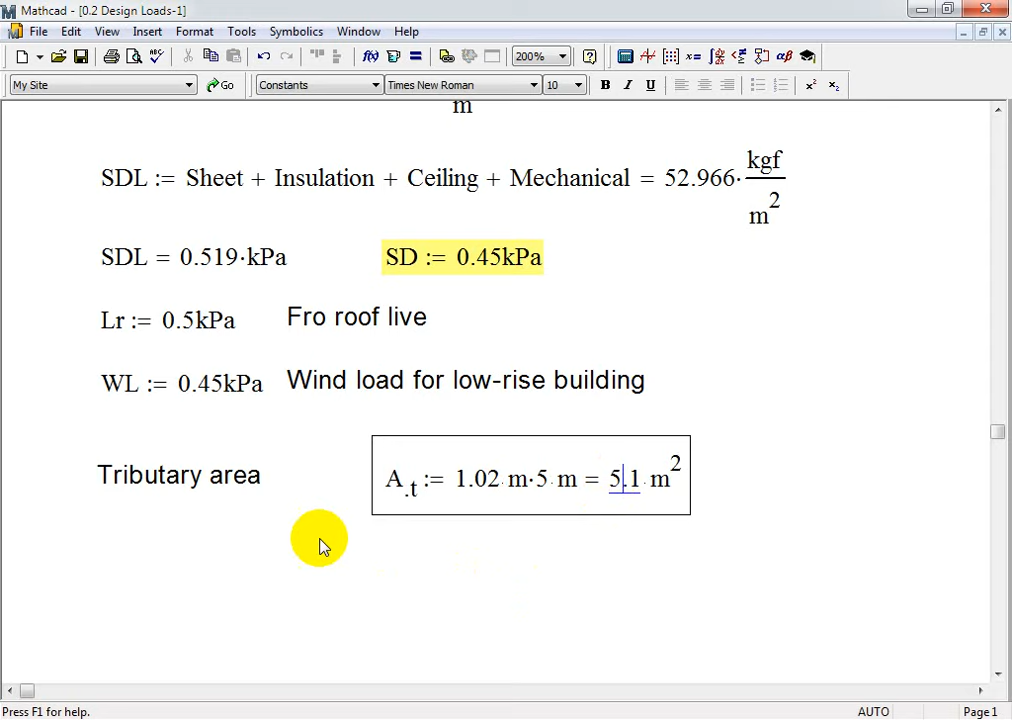 Mathcad - [0.2 Design Loads-1]
File Edit View Insert Format Tools Symbolics Window Help
200%
My Site Go Constants Times New Roman 10 B I U
m
SDL := Sheet + Insulation + Ceiling + Mechanical = 52.966· kgf/m²
SDL = 0.519·kPa SD := 0.45kPa
Lr := 0.5kPa Fro roof live
WL := 0.45kPa Wind load for low-rise building
Tributary area A.t := 1.02 m·5 m = 5.1 m²
Press F1 for help. AUTO Page1